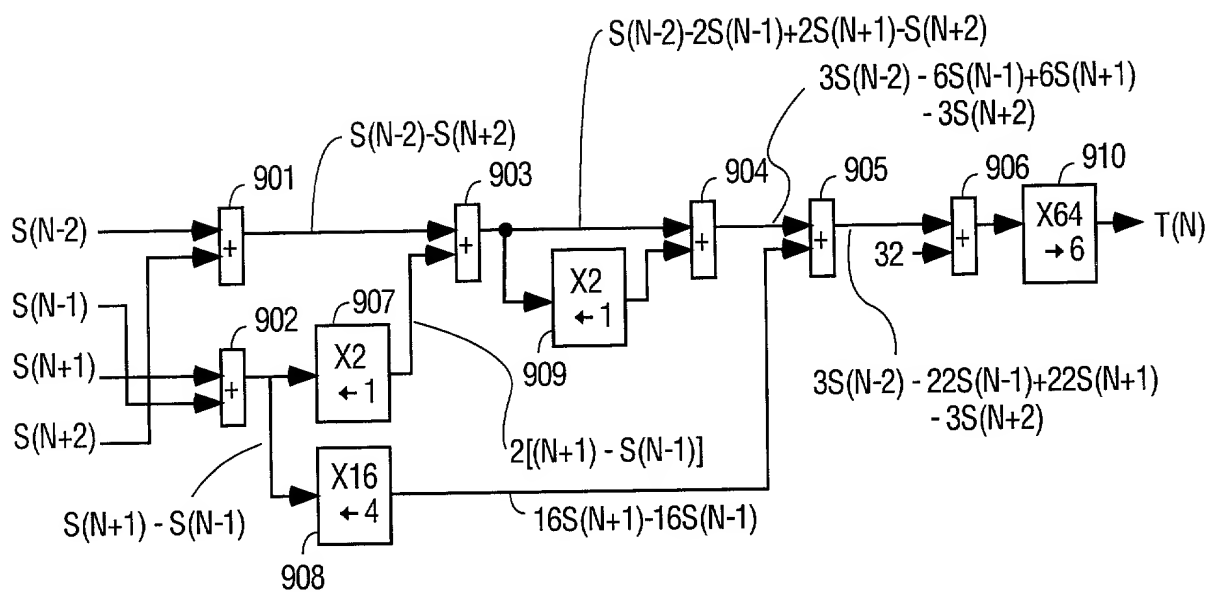 S(N-2)-2S(N-1)+2S(N+1)-S(N+2)
3S(N-2) - 6S(N-1)+6S(N+1)
- 3S(N+2)
S(N-2)-S(N+2)
901
903
904
905
906
910
S(N-2)
+
+
+
+
+
X64
→ 6
T(N)
32
S(N-1)
902
907
X2
← 1
909
S(N+1)
+
X2
← 1
3S(N-2) - 22S(N-1)+22S(N+1)
- 3S(N+2)
S(N+2)
2[(N+1) - S(N-1)]
X16
← 4
S(N+1) - S(N-1)
16S(N+1)-16S(N-1)
908